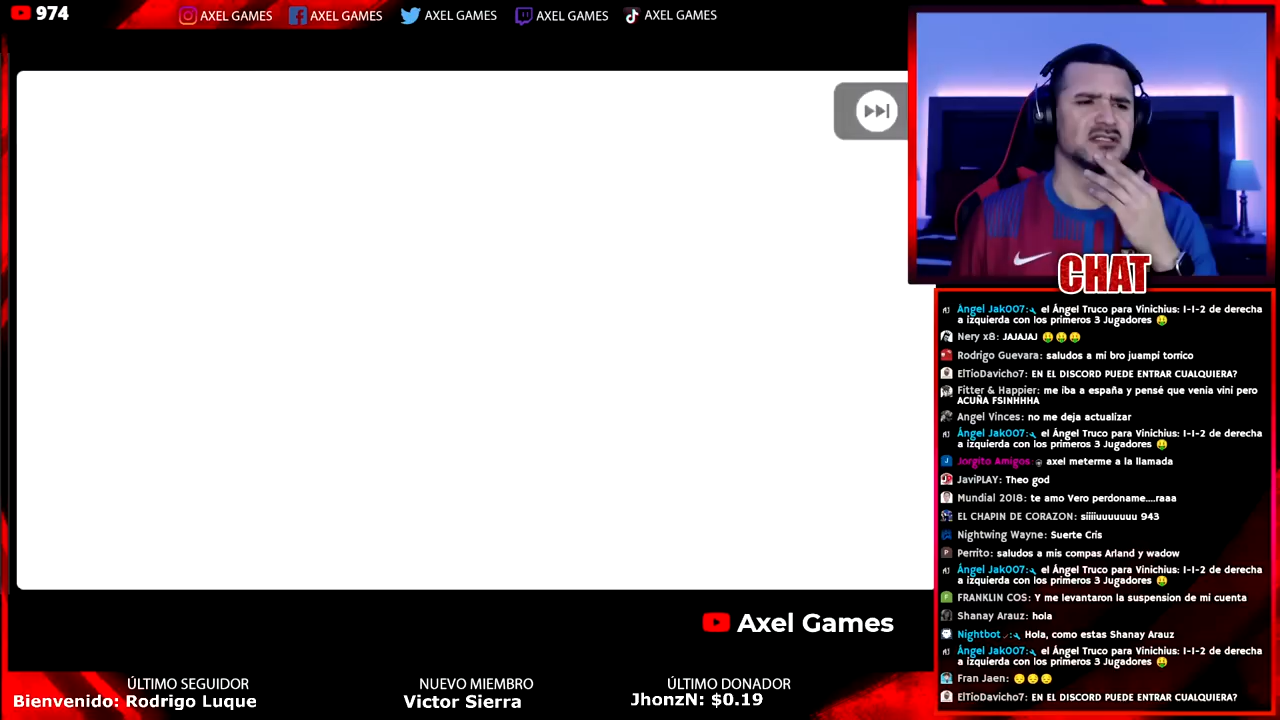 974
AXEL GAMES
AXEL GAMES
AXEL GAMES
AXEL GAMES
AXEL GAMES
CHAT
Ángel Jak007: el Ángel Truco para Vinichius: 1-1-2 de derecha
a izquierda con los primeros 3 Jugadores
Nery x8: JAJAJAJ
Rodrigo Guevara: saludos a mi bro juampi torrico
ElTioDavicho7: EN EL DISCORD PUEDE ENTRAR CUALQUIERA?
Fitter & Happier: me iba a españa y pensé que venia vini pero
ACUÑA FSINHHHA
Angel Vinces: no me deja actualizar
Ángel Jak007: el Ángel Truco para Vinichius: 1-1-2 de derecha
a izquierda con los primeros 3 Jugadores
Jorgito Amigos: axel meterme a la llamada
JaviPLAY: Theo god
Mundial 2018: te amo Vero perdoname....raaa
EL CHAPIN DE CORAZON: siiiiuuuuuuu 943
Nightwing Wayne: Suerte Cris
Perrito: saludos a mis compas Arland y wadow
Ángel Jak007: el Ángel Truco para Vinichius: 1-1-2 de derecha
a izquierda con los primeros 3 Jugadores
FRANKLIN COS: Y me levantaron la suspension de mi cuenta
Shanay Arauz: hola
Nightbot: Hola, como estas Shanay Arauz
Ángel Jak007: el Ángel Truco para Vinichius: 1-1-2 de derecha
a izquierda con los primeros 3 Jugadores
Fran Jaen:
ElTioDavicho7: EN EL DISCORD PUEDE ENTRAR CUALQUIERA?
Axel Games
ÚLTIMO SEGUIDOR
Bienvenido: Rodrigo Luque
NUEVO MIEMBRO
Victor Sierra
ÚLTIMO DONADOR
JhonzN: $0.19